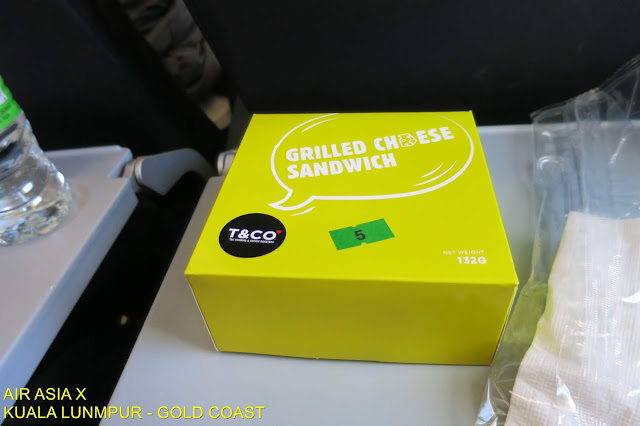 GRILLED CHEESE
SANDWICH
T&CO
5
NET WEIGHT
132G
AIR ASIA X
KUALA LUNMPUR - GOLD COAST